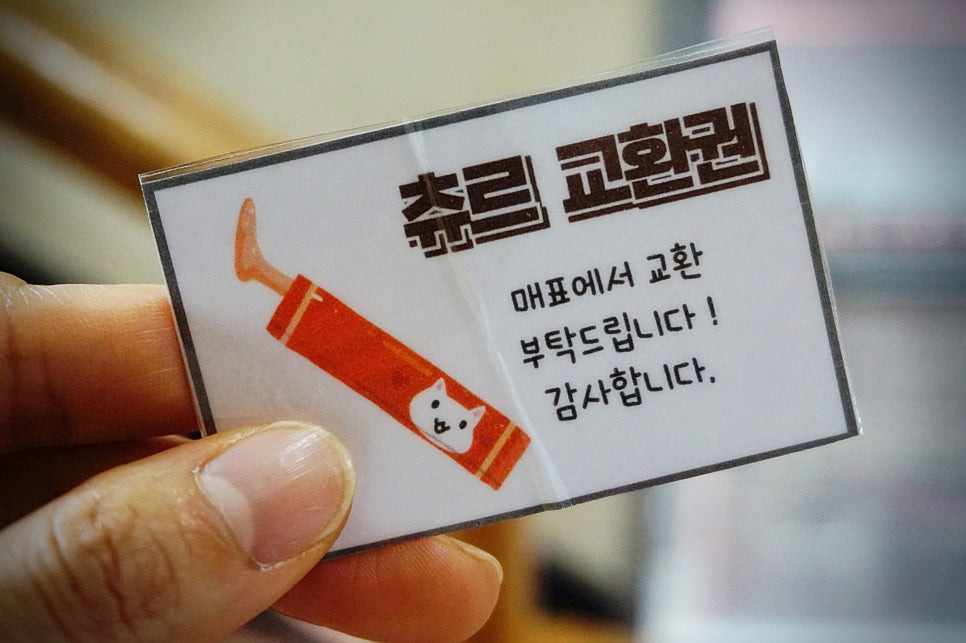 츄르 교환권
매표에서 교환
부탁드립니다 !
감사합니다.